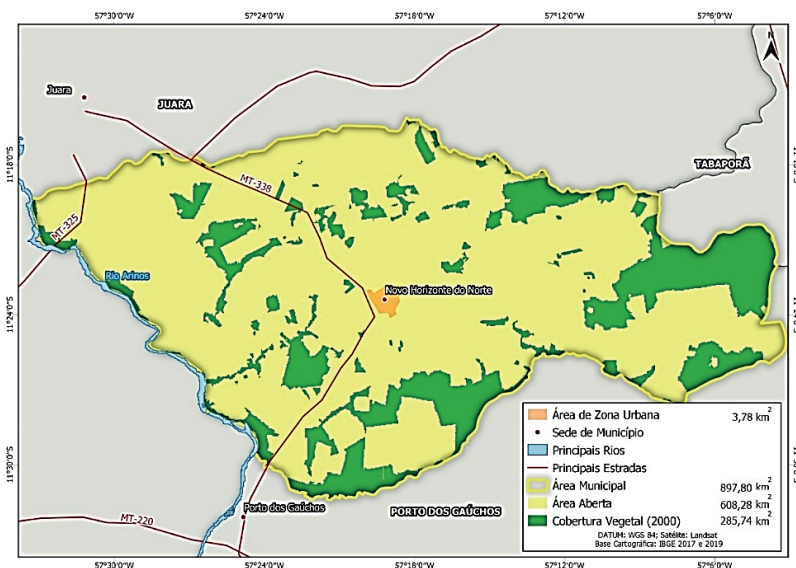 57°30'0"W 57°24'0"W 57°18'0"W 57°12'0"W 57°6'0"W
N
Juara
JUARA
TABAPORÃ
11°18'0"S
MT-338
MT-325
Rio Arinos
Novo Horizonte do Norte
11°24'0"S
11°30'0"S
Porto dos Gaúchos
PORTO DOS GAÚCHOS
MT-220
Área de Zona Urbana 3,78 km²
Sede de Município
Principais Rios
Principais Estradas
Área Municipal 897,80 km²
Área Aberta 608,28 km²
Cobertura Vegetal (2000) 285,74 km²
DATUM: WGS 84; Satélite: Landsat
Base Cartográfica: IBGE 2017 e 2019
57°30'0"W 57°24'0"W 57°18'0"W 57°12'0"W 57°6'0"W